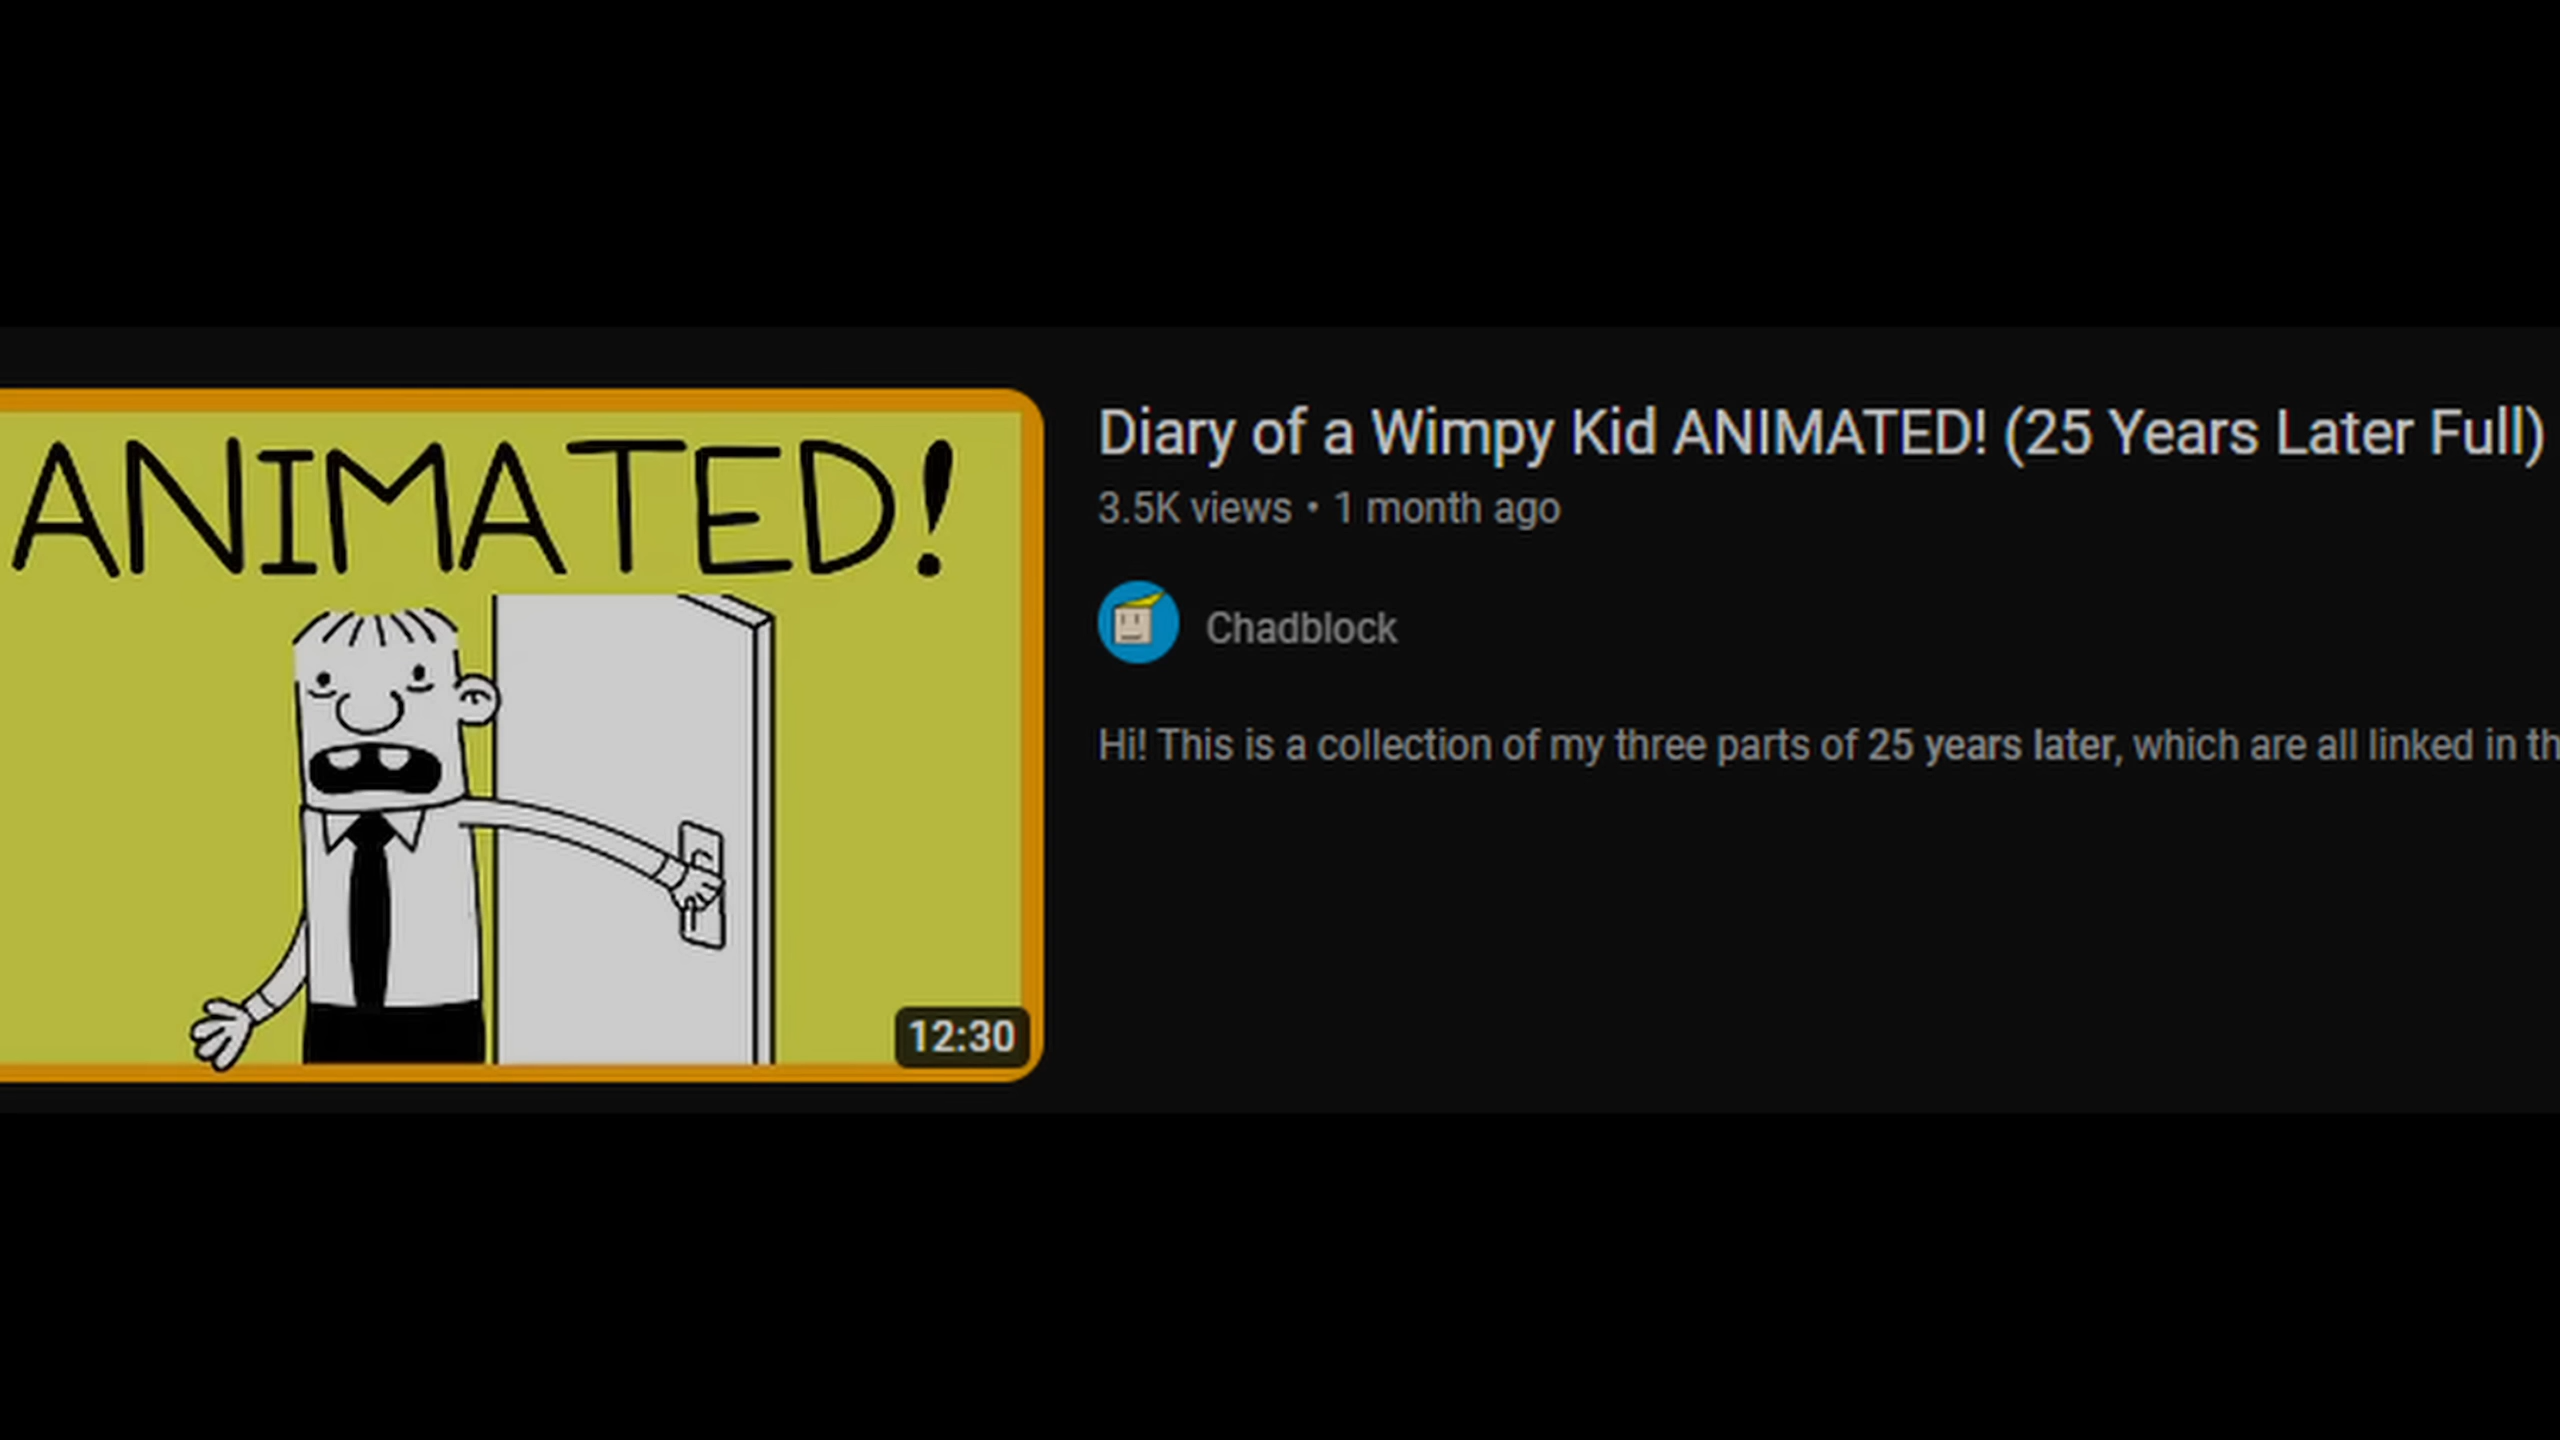 ANIMATED!
12:30
Diary of a Wimpy Kid ANIMATED! (25 Years Later Full)
3.5K views • 1 month ago
Chadblock
Hi! This is a collection of my three parts of 25 years later, which are all linked in th